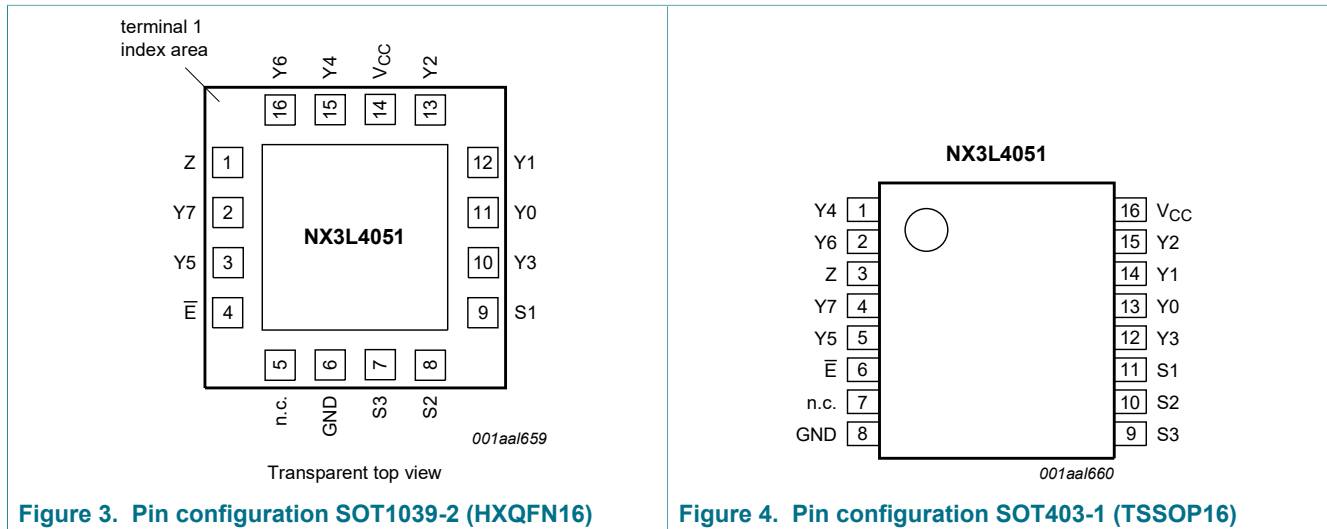 terminal 1
index area
Y6 Y4 VCC Y2
16 15 14 13
Z 1 12 Y1
Y7 2 11 Y0
NX3L4051
Y5 3 10 Y3
E̅ 4 9 S1
5 6 7 8
n.c. GND S3 S2
001aal659
Transparent top view
Figure 3. Pin configuration SOT1039-2 (HXQFN16)
NX3L4051
Y4 1 16 VCC
Y6 2 15 Y2
Z 3 14 Y1
Y7 4 13 Y0
Y5 5 12 Y3
E̅ 6 11 S1
n.c. 7 10 S2
GND 8 9 S3
001aal660
Figure 4. Pin configuration SOT403-1 (TSSOP16)